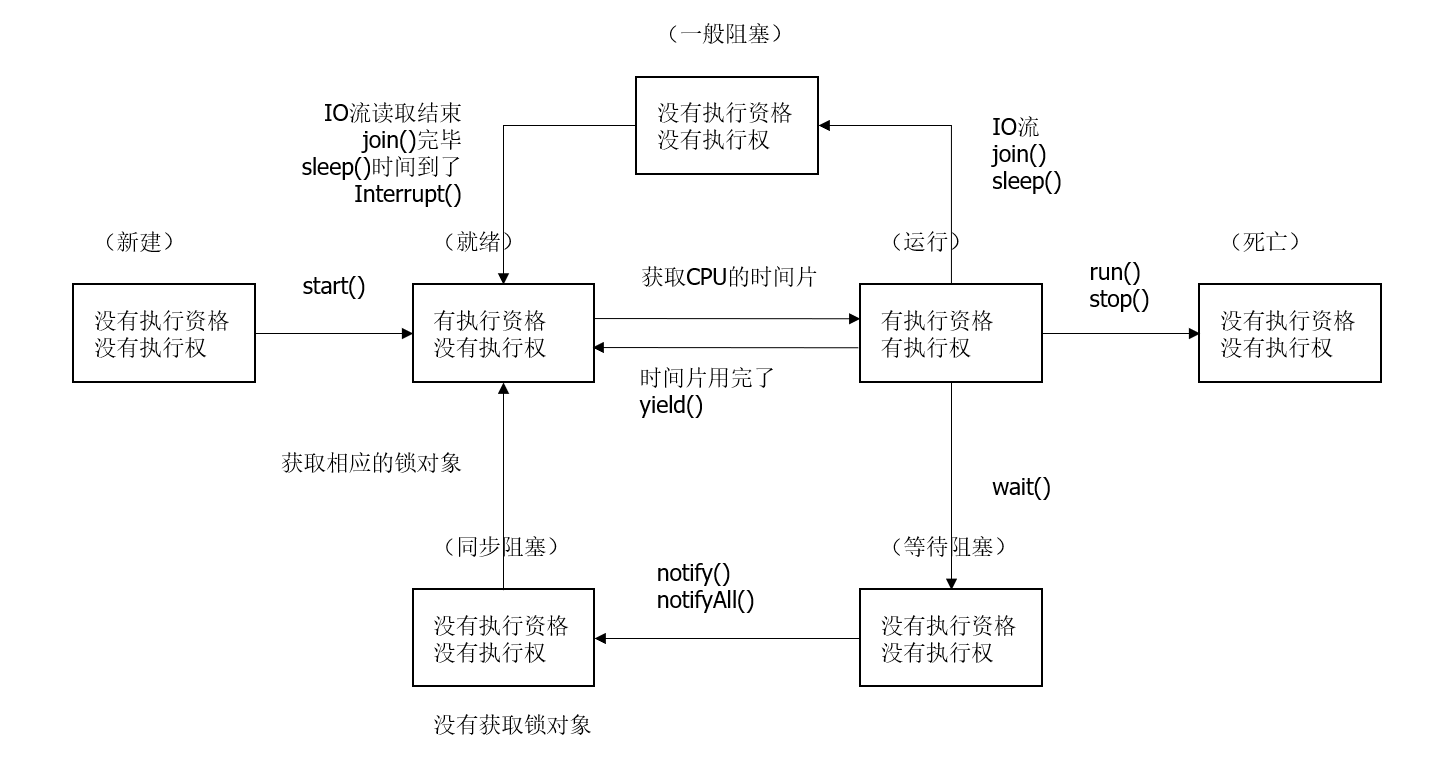 （一般阻塞）
没有执行资格
没有执行权
IO流读取结束
join()完毕
sleep()时间到了
Interrupt()
IO流
join()
sleep()
（新建）
（就绪）
（运行）
（死亡）
没有执行资格
没有执行权
start()
有执行资格
没有执行权
获取CPU的时间片
时间片用完了
yield()
有执行资格
有执行权
run()
stop()
没有执行资格
没有执行权
获取相应的锁对象
wait()
（同步阻塞）
（等待阻塞）
没有执行资格
没有执行权
notify()
notifyAll()
没有执行资格
没有执行权
没有获取锁对象